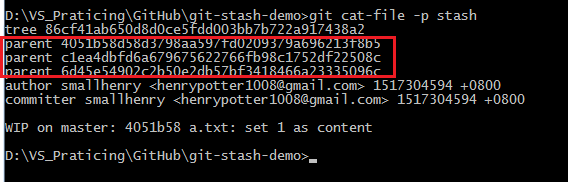 D:\VS_Praticing\GitHub\git-stash-demo>git cat-file -p stash
tree 86cf41ab650d8d0ce5fdd003bb7b722a917438a2
parent 4051b58d58d3798aa597fd0209379a696213f8b5
parent c1ea4dbfd6a679675622766fb98c1752df22508c
parent 6d45e54902c2b50e2db57bf3418466a23235096c
author smallhenry <henrypotter1008@gmail.com> 1517304594 +0800
committer smallhenry <henrypotter1008@gmail.com> 1517304594 +0800
WIP on master: 4051b58 a.txt: set 1 as content
D:\VS_Praticing\GitHub\git-stash-demo>